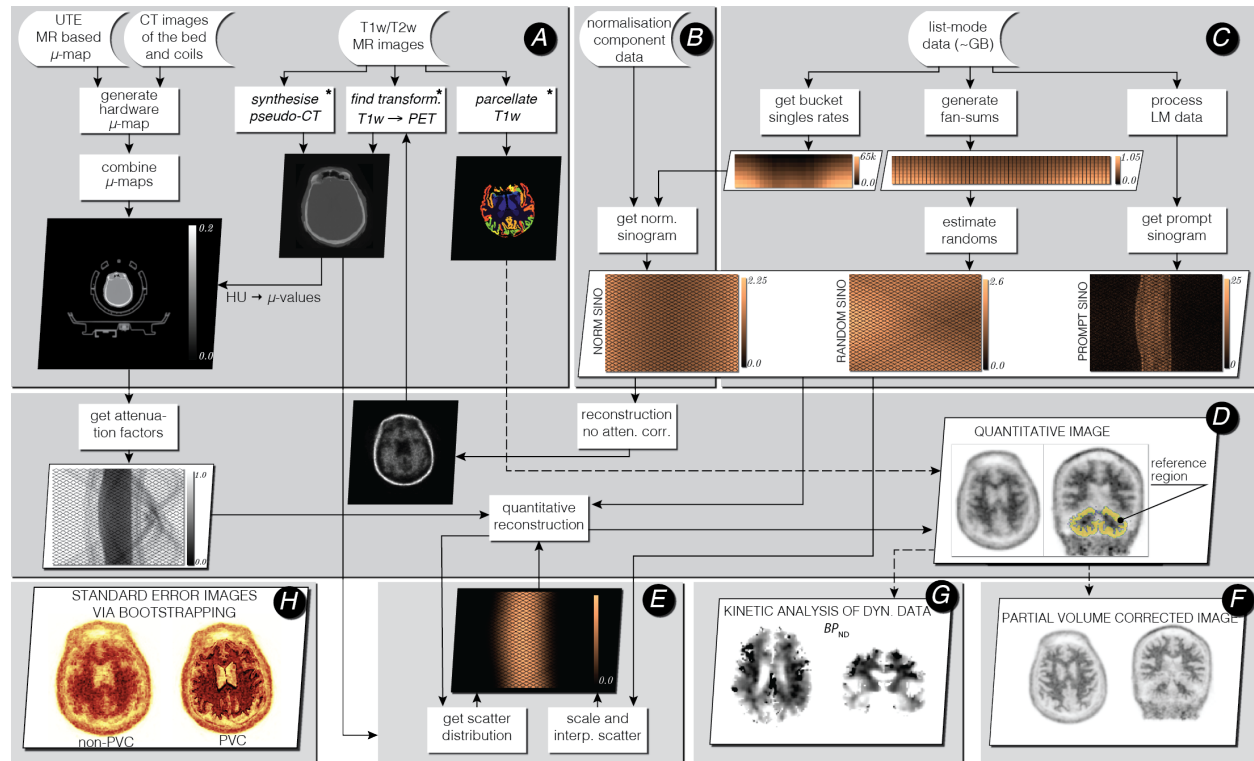 UTE
MR based
μ-map
CT images
of the bed
and coils
T1w/T2w
MR images
A
generate
hardware
μ-map
synthesise *
pseudo-CT
find transform. *
T1w → PET
parcellate *
T1w
combine
μ-maps
0.2
0.0
HU → μ-values
normalisation
component
data
B
get norm.
sinogram
list-mode
data (~GB)
C
get bucket
singles rates
generate
fan-sums
process
LM data
65k
0.0
1.05
0.0
estimate
randoms
get prompt
sinogram
NORM SINO
2.25
0.0
RANDOM SINO
2.6
0.0
PROMPT SINO
25
0
get attenua-
tion factors
1.0
0.0
reconstruction
no atten. corr.
quantitative
reconstruction
D
QUANTITATIVE IMAGE
reference
region
H
STANDARD ERROR IMAGES
VIA BOOTSTRAPPING
non-PVC
PVC
E
0.0
get scatter
distribution
scale and
interp. scatter
G
KINETIC ANALYSIS OF DYN. DATA
BPND
F
PARTIAL VOLUME CORRECTED IMAGE